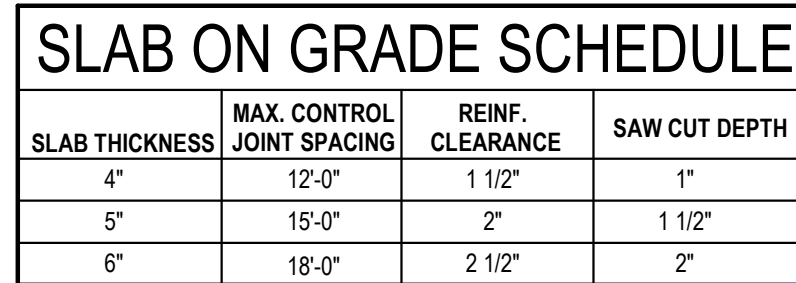 SLAB ON GRADE SCHEDULE
SLAB THICKNESS MAX. CONTROL JOINT SPACING REINF. CLEARANCE SAW CUT DEPTH
4" 12'-0" 1 1/2" 1"
5" 15'-0" 2" 1 1/2"
6" 18'-0" 2 1/2" 2"